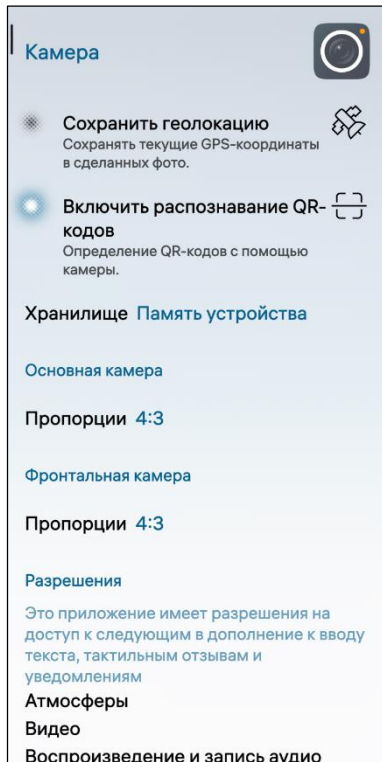 Камера
Сохранить геолокацию
Сохранять текущие GPS-координаты
в сделанных фото.
Включить распознавание QR-
кодов
Определение QR-кодов с помощью
камеры.
Хранилище Память устройства
Основная камера
Пропорции 4:3
Фронтальная камера
Пропорции 4:3
Разрешения
Это приложение имеет разрешения на
доступ к следующим в дополнение к вводу
текста, тактильным отзывам и
уведомлениям
Атмосферы
Видео
Воспроизведение и запись аудио